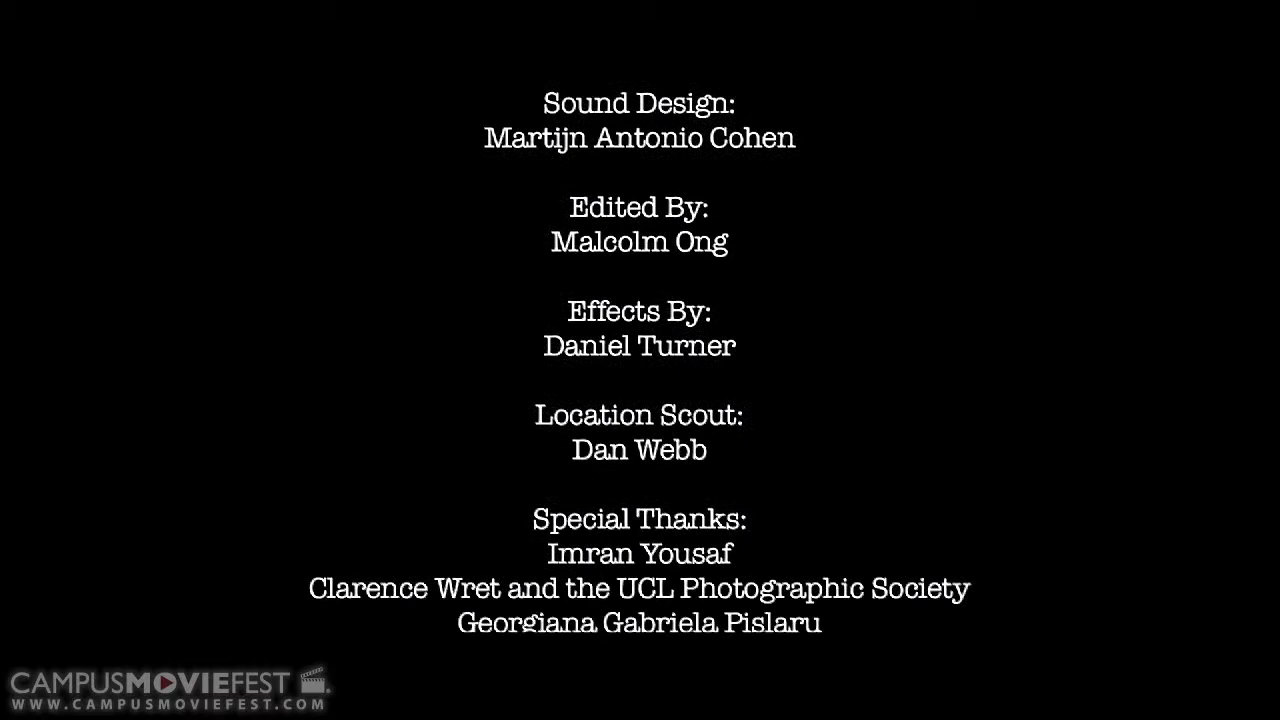 Sound Design:
Martijn Antonio Cohen
Edited By:
Malcolm Ong
Effects By:
Daniel Turner
Location Scout:
Dan Webb
Special Thanks:
Imran Yousaf
Clarence Wret and the UCL Photographic Society
Georgiana Gabriela Pislaru
CAMPUSMOVIEFEST
WWW.CAMPUSMOVIEFEST.COM